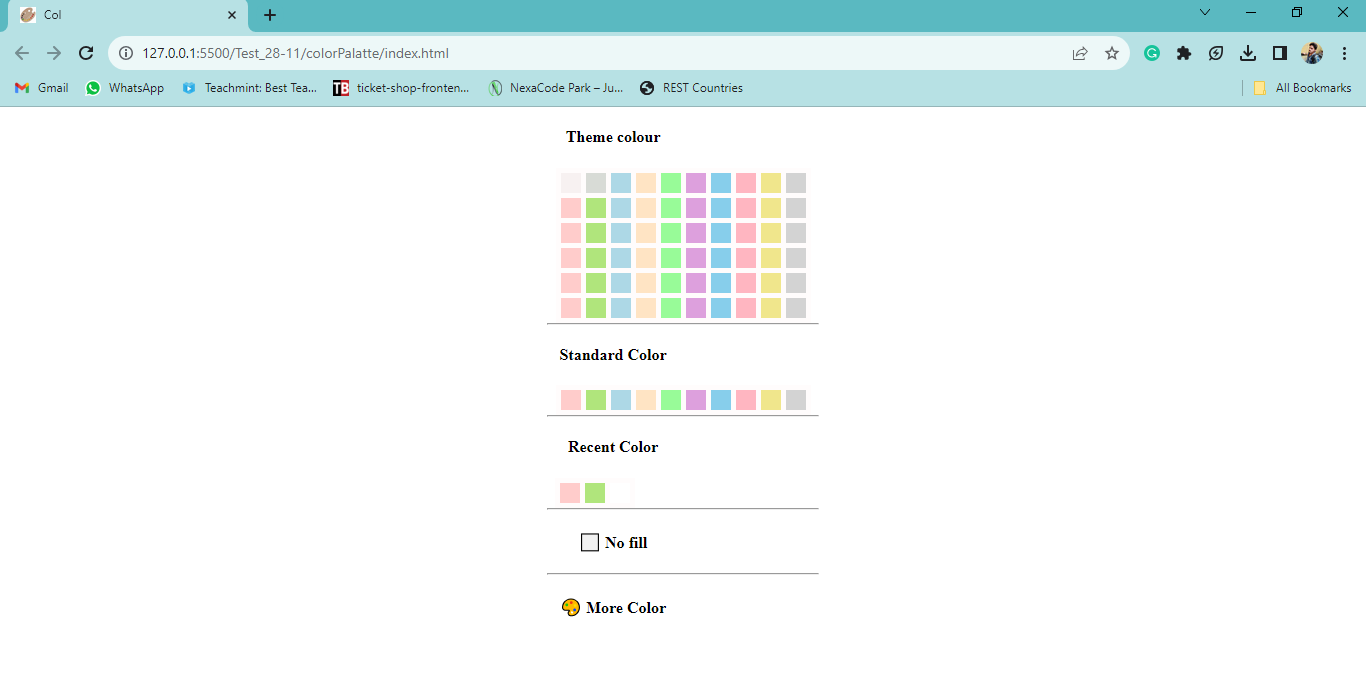 Col
127.0.0.1:5500/Test_28-11/colorPalatte/index.html
Gmail WhatsApp Teachmint: Best Tea... TB ticket-shop-fronten... NexaCode Park – Ju... REST Countries All Bookmarks
Theme colour
Standard Color
Recent Color
No fill
More Color